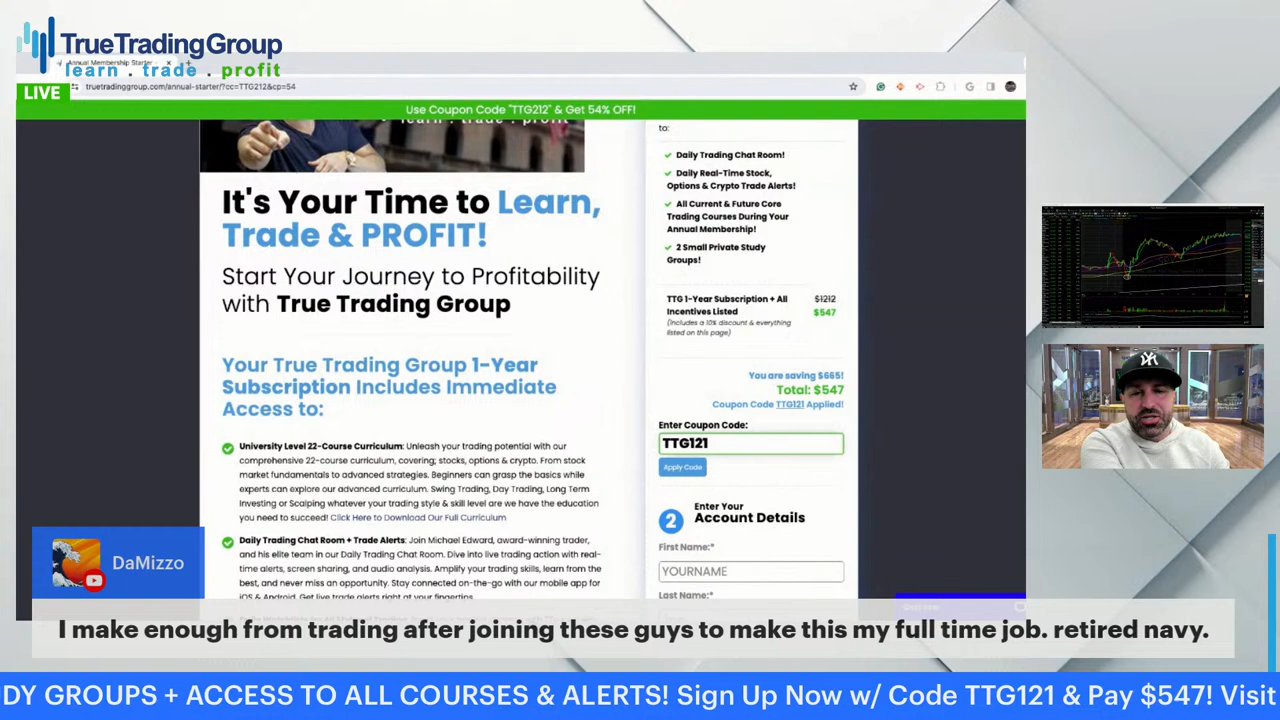 TrueTradingGroup
learn . trade . profit
LIVE
Annual Membership Starter
truetradinggroup.com/annual-starter/?cc=TTG212&cp=54
Use Coupon Code "TTG212" & Get 54% OFF!
learn . trade . profit
It's Your Time to Learn,
Trade & PROFIT!
Start Your Journey to Profitability
with True Trading Group
Your True Trading Group 1-Year
Subscription Includes Immediate
Access to:
University Level 22-Course Curriculum: Unleash your trading potential with our
comprehensive 22-course curriculum, covering; stocks, options & crypto. From stock
market fundamentals to advanced strategies. Beginners can grasp the basics while
experts can explore our advanced curriculum. Swing Trading, Day Trading, Long Term
Investing or Scalping whatever your trading style & skill level are we have the education
you need to succeed! Click Here to Download Our Full Curriculum
Daily Trading Chat Room + Trade Alerts: Join Michael Edward, award-winning trader,
and his elite team in our Daily Trading Chat Room. Dive into live trading action with real-
time alerts, screen sharing, and audio analysis. Amplify your trading skills, learn from the
best, and never miss an opportunity. Stay connected on-the-go with our mobile app for
iOS & Android. Get live trade alerts right at your fingertips.
to:
Daily Trading Chat Room!
Daily Real-Time Stock,
Options & Crypto Trade Alerts!
All Current & Future Core
Trading Courses During Your
Annual Membership!
2 Small Private Study
Groups!
TTG 1-Year Subscription + All $1212
Incentives Listed $547
(Includes a 10% discount & everything
listed on this page)
You are saving $665!
Total: $547
Coupon Code TTG121 Applied!
Enter Coupon Code:
TTG121
Apply Code
2 Enter Your
Account Details
First Name:*
YOURNAME
Last Name:*
DaMizzo
I make enough from trading after joining these guys to make this my full time job. retired navy.
DY GROUPS + ACCESS TO ALL COURSES & ALERTS! Sign Up Now w/ Code TTG121 & Pay $547! Visit